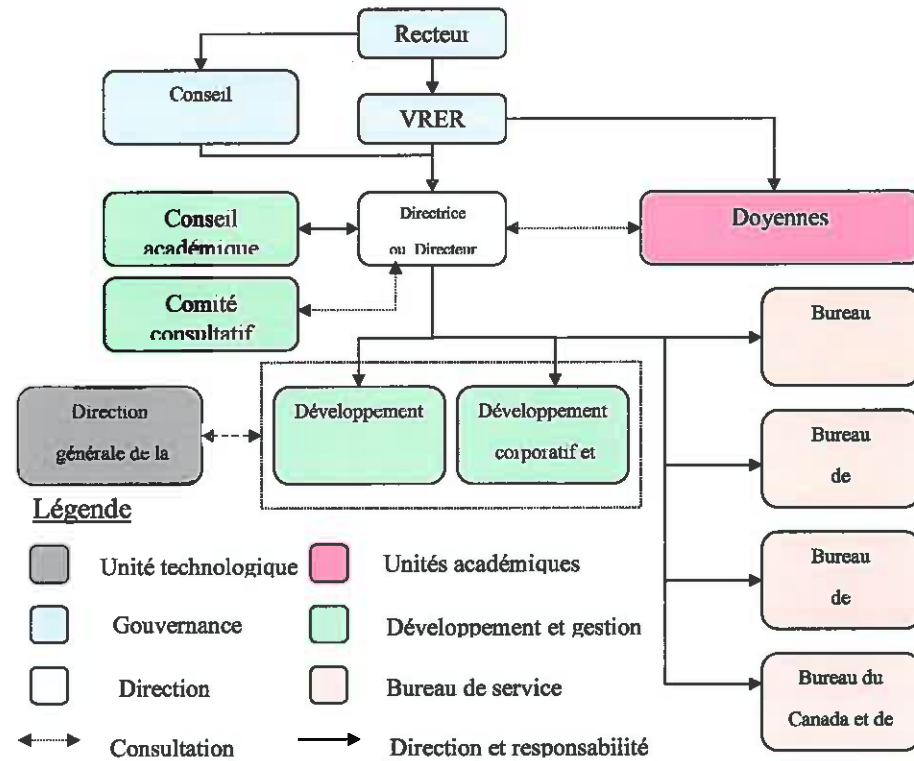 Recteur
Conseil
VRER
Conseil
académique
Directrice
ou Directeur
Doyennes
Comité
consultatif
Bureau
Direction
générale de la
Développement
Développement
corporatif et
Bureau
de
Bureau
de
Bureau du
Canada et de
Légende
Unité technologique
Unités académiques
Gouvernance
Développement et gestion
Direction
Bureau de service
Consultation
Direction et responsabilité